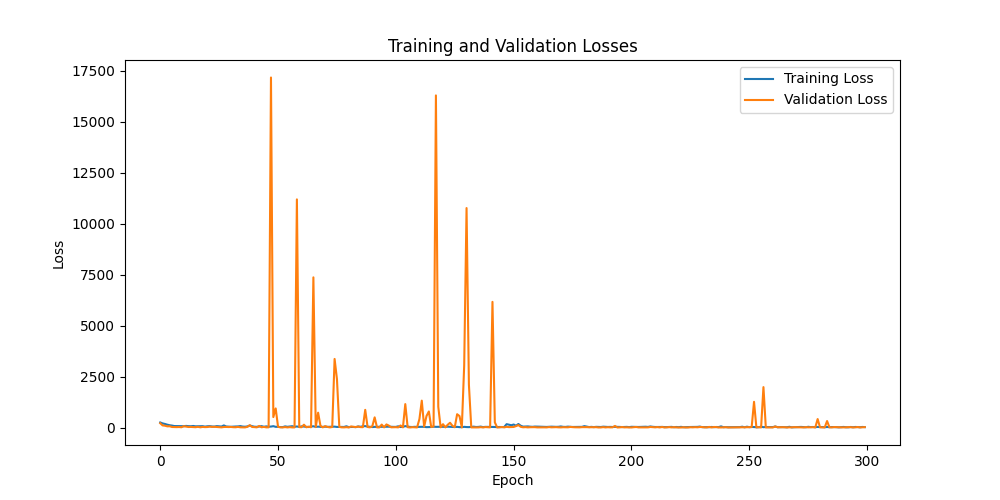 Training and Validation Losses
17500
15000
12500
10000
7500
5000
2500
0
Loss
Training Loss
Validation Loss
0 50 100 150 200 250 300
Epoch